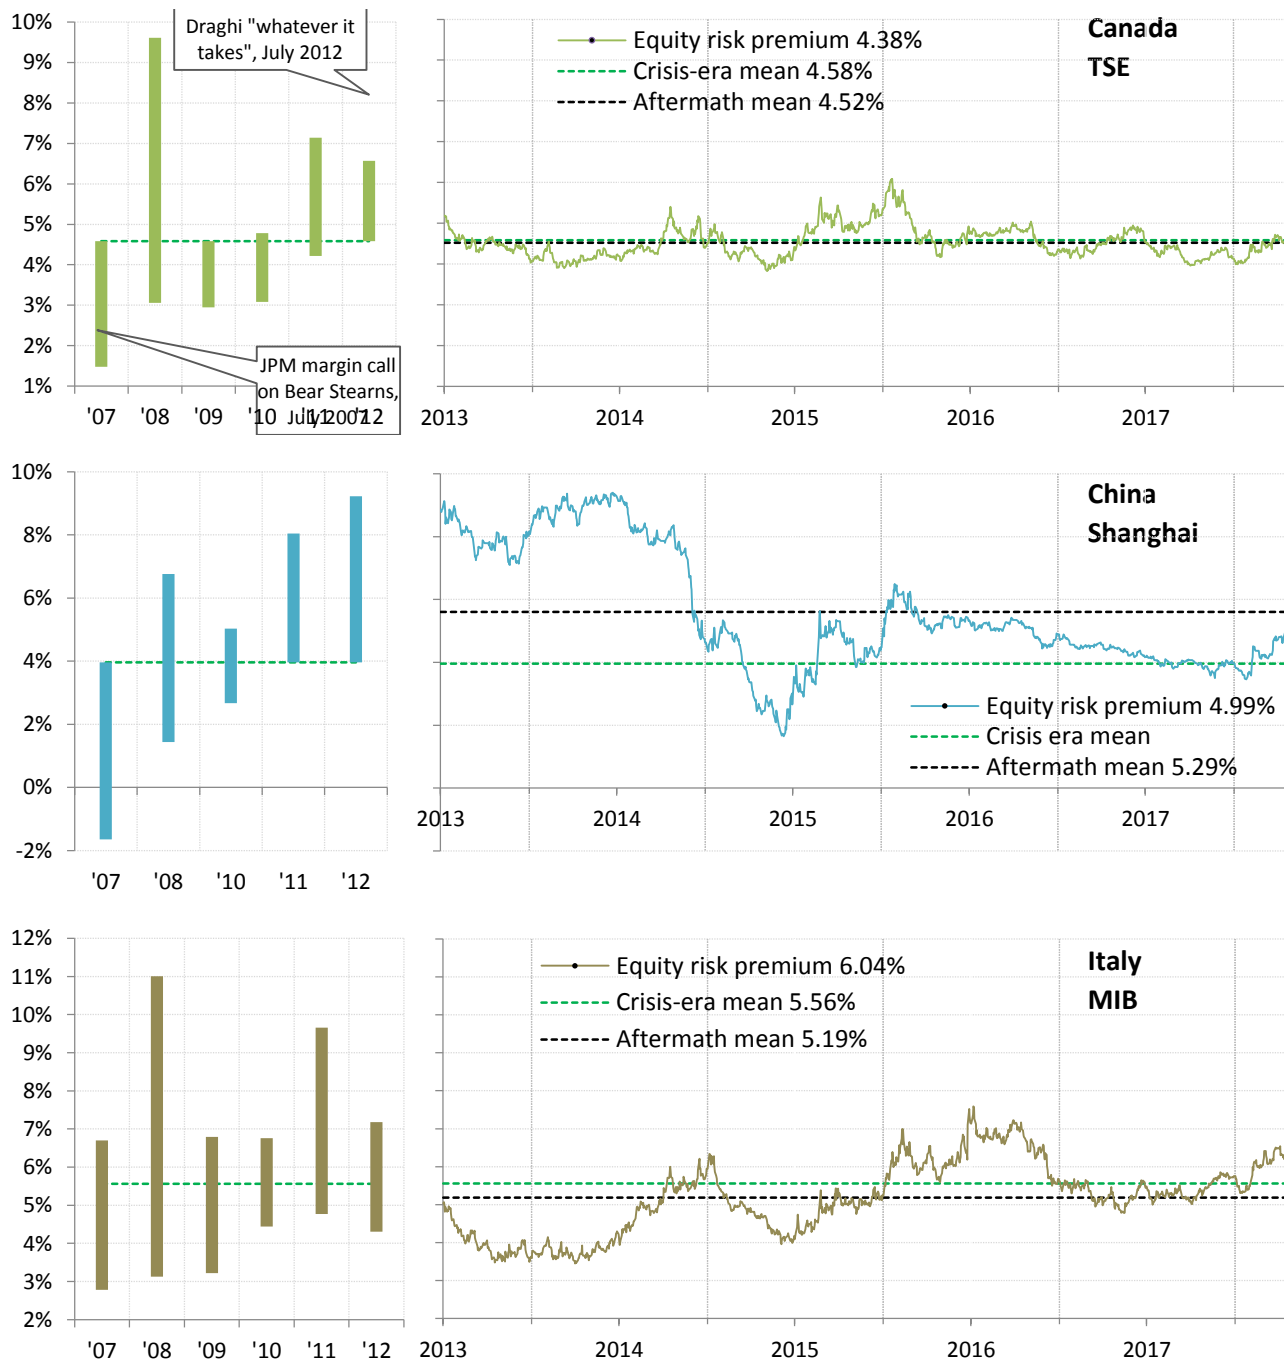 10%
9%
8%
7%
6%
5%
4%
3%
2%
1%
Draghi "whatever it
takes", July 2012
JPM margin call
on Bear Stearns,
July 2007
'07 '08 '09 '10 '11 '12
Equity risk premium 4.38%
Crisis-era mean 4.58%
Aftermath mean 4.52%
Canada
TSE
2013 2014 2015 2016 2017
10%
8%
6%
4%
2%
0%
-2%
'07 '08 '10 '11 '12
China
Shanghai
Equity risk premium 4.99%
Crisis era mean
Aftermath mean 5.29%
2013 2014 2015 2016 2017
12%
11%
10%
9%
8%
7%
6%
5%
4%
3%
2%
'07 '08 '09 '10 '11 '12
Equity risk premium 6.04%
Crisis-era mean 5.56%
Aftermath mean 5.19%
Italy
MIB
2013 2014 2015 2016 2017